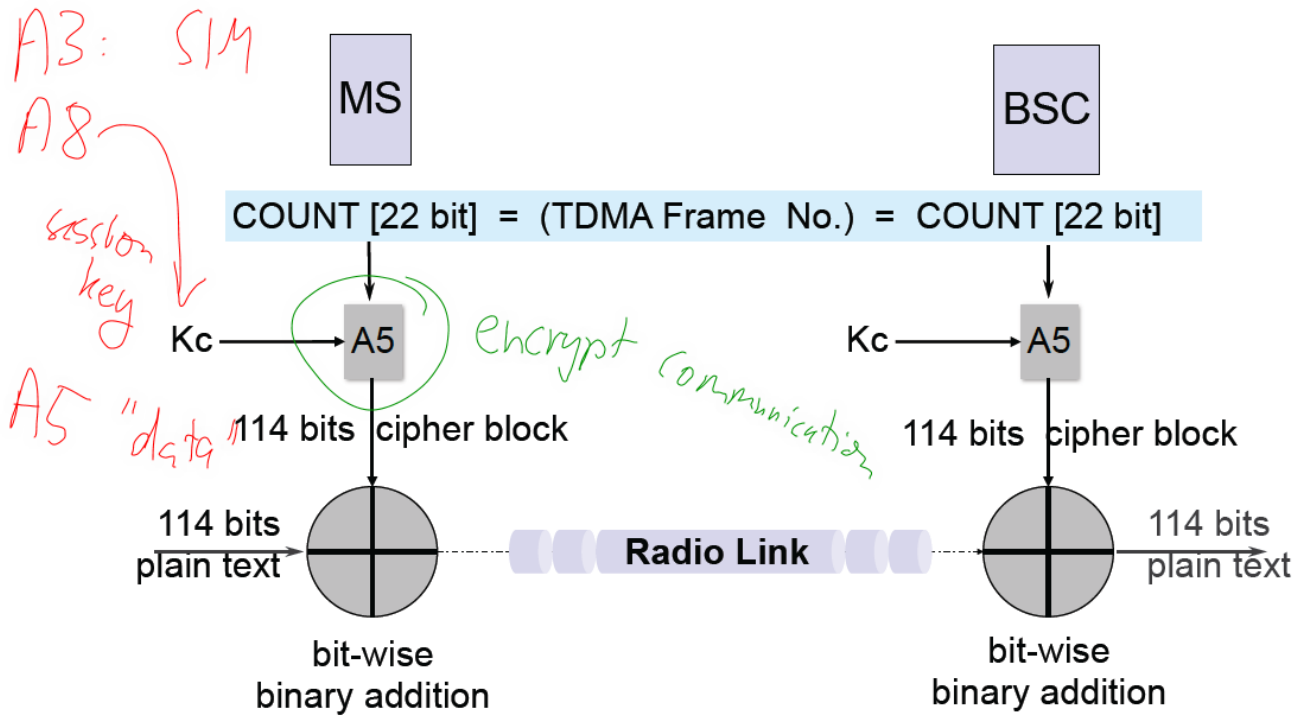 A3: SIM
A8
MS
BSC
COUNT [22 bit] = (TDMA Frame No.) = COUNT [22 bit]
session
key
Kc
A5
encrypt communication
Kc
A5
A5 "data"
114 bits cipher block
114 bits cipher block
114 bits
plain text
Radio Link
114 bits
plain text
bit-wise
binary addition
bit-wise
binary addition